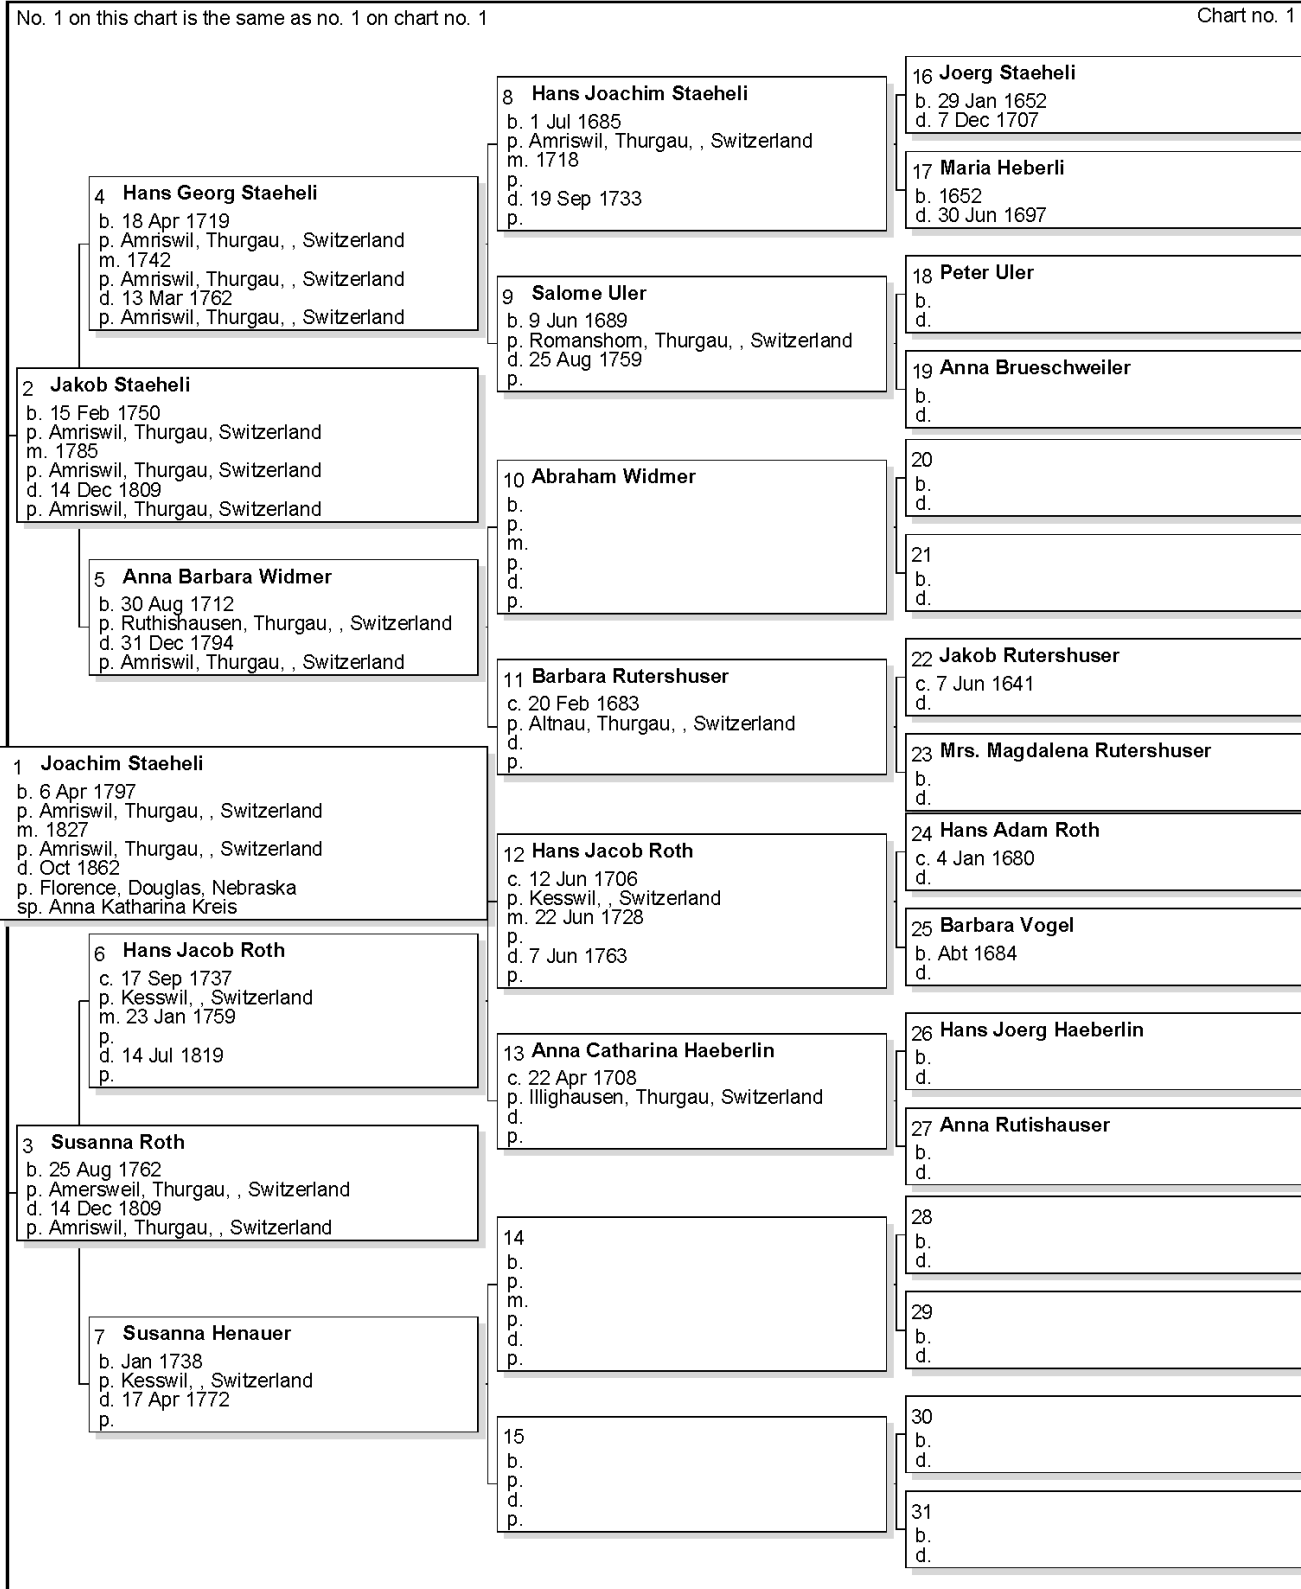 No. 1 on this chart is the same as no. 1 on chart no. 1
Chart no. 1
16 Joerg Staeheli
b. 29 Jan 1652
d. 7 Dec 1707
8 Hans Joachim Staeheli
b. 1 Jul 1685
p. Amriswil, Thurgau, , Switzerland
m. 1718
p.
d. 19 Sep 1733
p.
17 Maria Heberli
b. 1652
d. 30 Jun 1697
4 Hans Georg Staeheli
b. 18 Apr 1719
p. Amriswil, Thurgau, , Switzerland
m. 1742
p. Amriswil, Thurgau, , Switzerland
d. 13 Mar 1762
p. Amriswil, Thurgau, , Switzerland
18 Peter Uler
b.
d.
9 Salome Uler
b. 9 Jun 1689
p. Romanshorn, Thurgau, , Switzerland
d. 25 Aug 1759
p.
19 Anna Brueschweiler
b.
d.
2 Jakob Staeheli
b. 15 Feb 1750
p. Amriswil, Thurgau, Switzerland
m. 1785
p. Amriswil, Thurgau, Switzerland
d. 14 Dec 1809
p. Amriswil, Thurgau, Switzerland
20
b.
d.
10 Abraham Widmer
b.
p.
m.
p.
d.
p.
21
b.
d.
5 Anna Barbara Widmer
b. 30 Aug 1712
p. Ruthishausen, Thurgau, , Switzerland
d. 31 Dec 1794
p. Amriswil, Thurgau, , Switzerland
22 Jakob Rutershuser
c. 7 Jun 1641
d.
11 Barbara Rutershuser
c. 20 Feb 1683
p. Altnau, Thurgau, , Switzerland
d.
p.
23 Mrs. Magdalena Rutershuser
b.
d.
1 Joachim Staeheli
b. 6 Apr 1797
p. Amriswil, Thurgau, , Switzerland
m. 1827
p. Amriswil, Thurgau, , Switzerland
d. Oct 1862
p. Florence, Douglas, Nebraska
sp. Anna Katharina Kreis
24 Hans Adam Roth
c. 4 Jan 1680
d.
12 Hans Jacob Roth
c. 12 Jun 1706
p. Kesswil, , Switzerland
m. 22 Jun 1728
p.
d. 7 Jun 1763
p.
25 Barbara Vogel
b. Abt 1684
d.
6 Hans Jacob Roth
c. 17 Sep 1737
p. Kesswil, , Switzerland
m. 23 Jan 1759
p.
d. 14 Jul 1819
p.
26 Hans Joerg Haeberlin
b.
d.
13 Anna Catharina Haeberlin
c. 22 Apr 1708
p. Illighausen, Thurgau, Switzerland
d.
p.
27 Anna Rutishauser
b.
d.
3 Susanna Roth
b. 25 Aug 1762
p. Amersweil, Thurgau, , Switzerland
d. 14 Dec 1809
p. Amriswil, Thurgau, , Switzerland
28
b.
d.
14
b.
p.
m.
p.
d.
p.
29
b.
d.
7 Susanna Henauer
b. Jan 1738
p. Kesswil, , Switzerland
d. 17 Apr 1772
p.
30
b.
d.
15
b.
p.
d.
p.
31
b.
d.